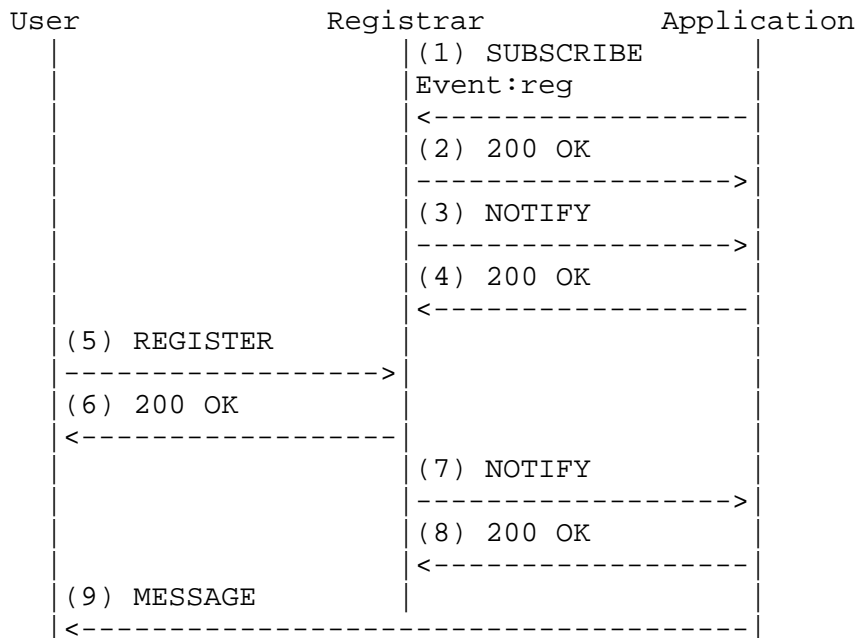 User Registrar Application
(1) SUBSCRIBE
Event:reg
(2) 200 OK
(3) NOTIFY
(4) 200 OK
(5) REGISTER
(6) 200 OK
(7) NOTIFY
(8) 200 OK
(9) MESSAGE